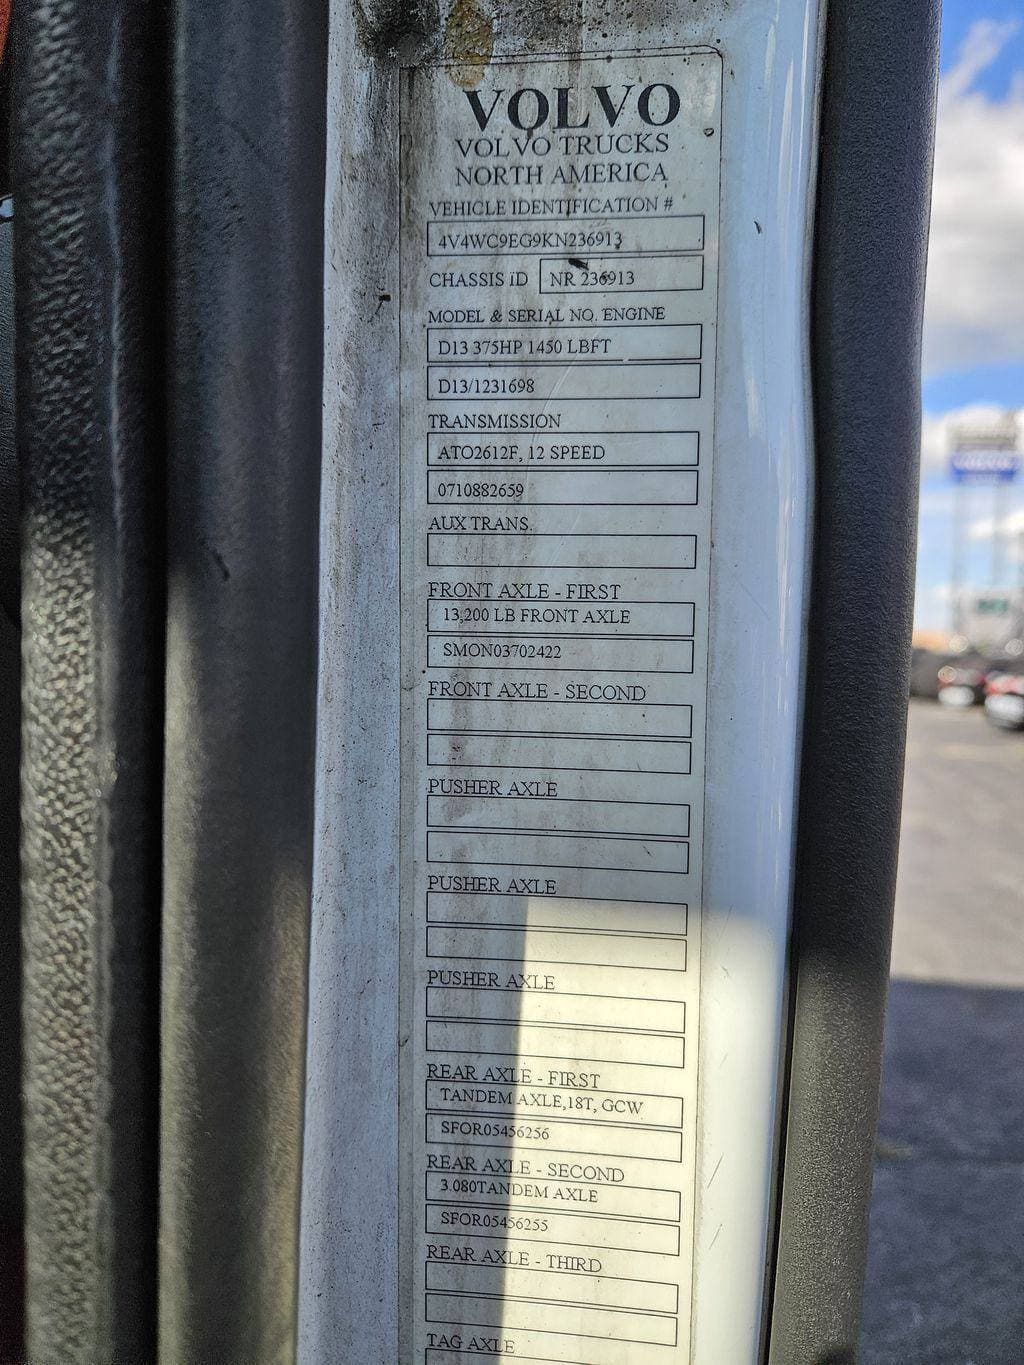 VOLVO
VOLVO TRUCKS
NORTH AMERICA
VEHICLE IDENTIFICATION #
4V4WC9EG9KN236913
CHASSIS iD NR 236913
MODEL & SERIAL NO. ENGINE
D13 375HP 1450 LBFT
D13/1231698
TRANSMISSION
ATO2612F, 12 SPEED
0710882659
AUX TRANS.
FRONT AXLE - FIRST
13,200 LB FRONT AXLE
SMON03702422
FRONT AXLE - SECOND
PUSHER AXLE
PUSHER AXLE
PUSHER AXLE
REAR AXLE - FIRST
TANDEM AXLE,18T, GCW
SFOR05456256
REAR AXLE - SECOND
3.080TANDEM AXLE
SFOR05456255
REAR AXLE - THIRD
TAG AXLE